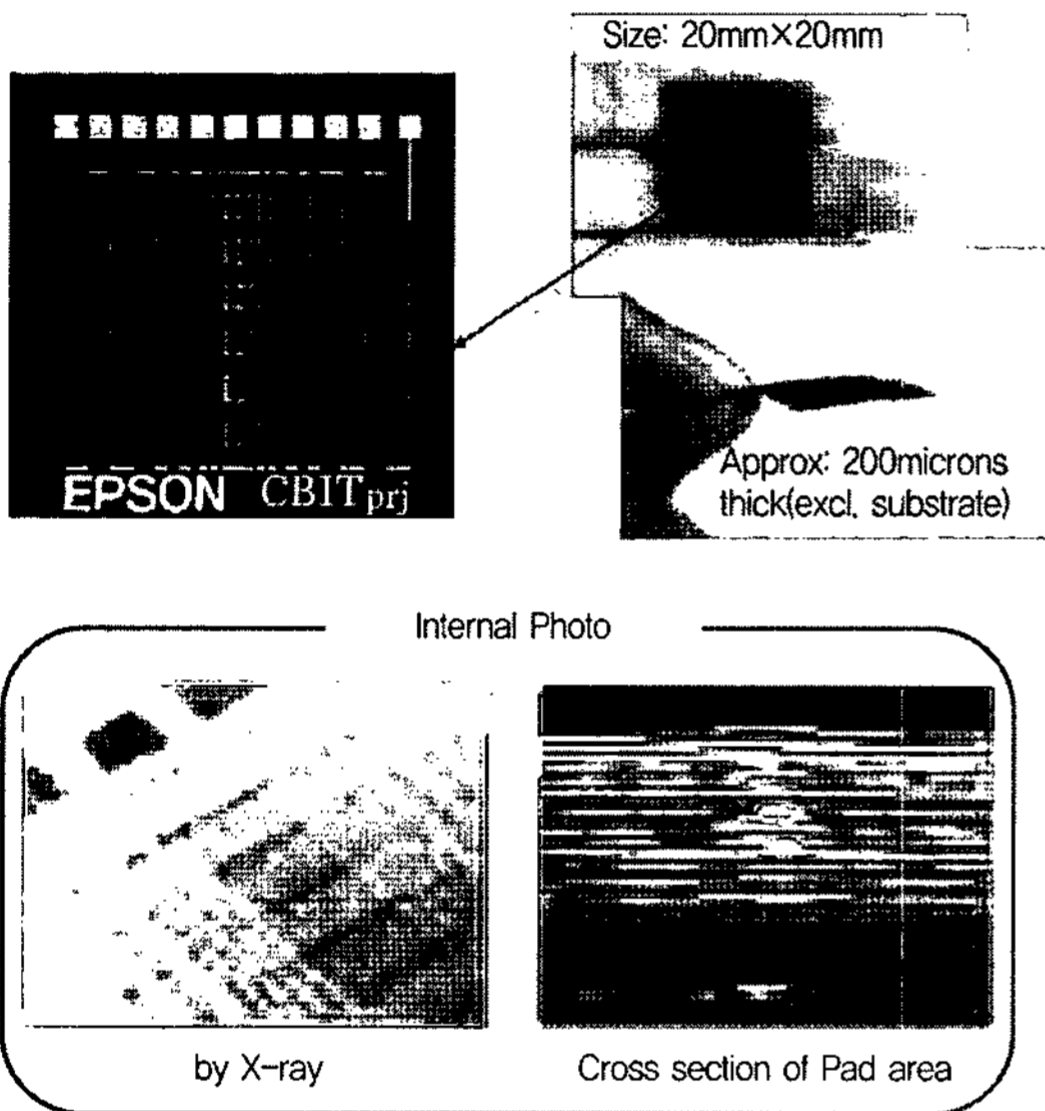 Size: 20mm×20mm
EPSON CBITprj
Approx: 200microns
thick(excl. substrate)
Internal Photo
by X-ray
Cross section of Pad area